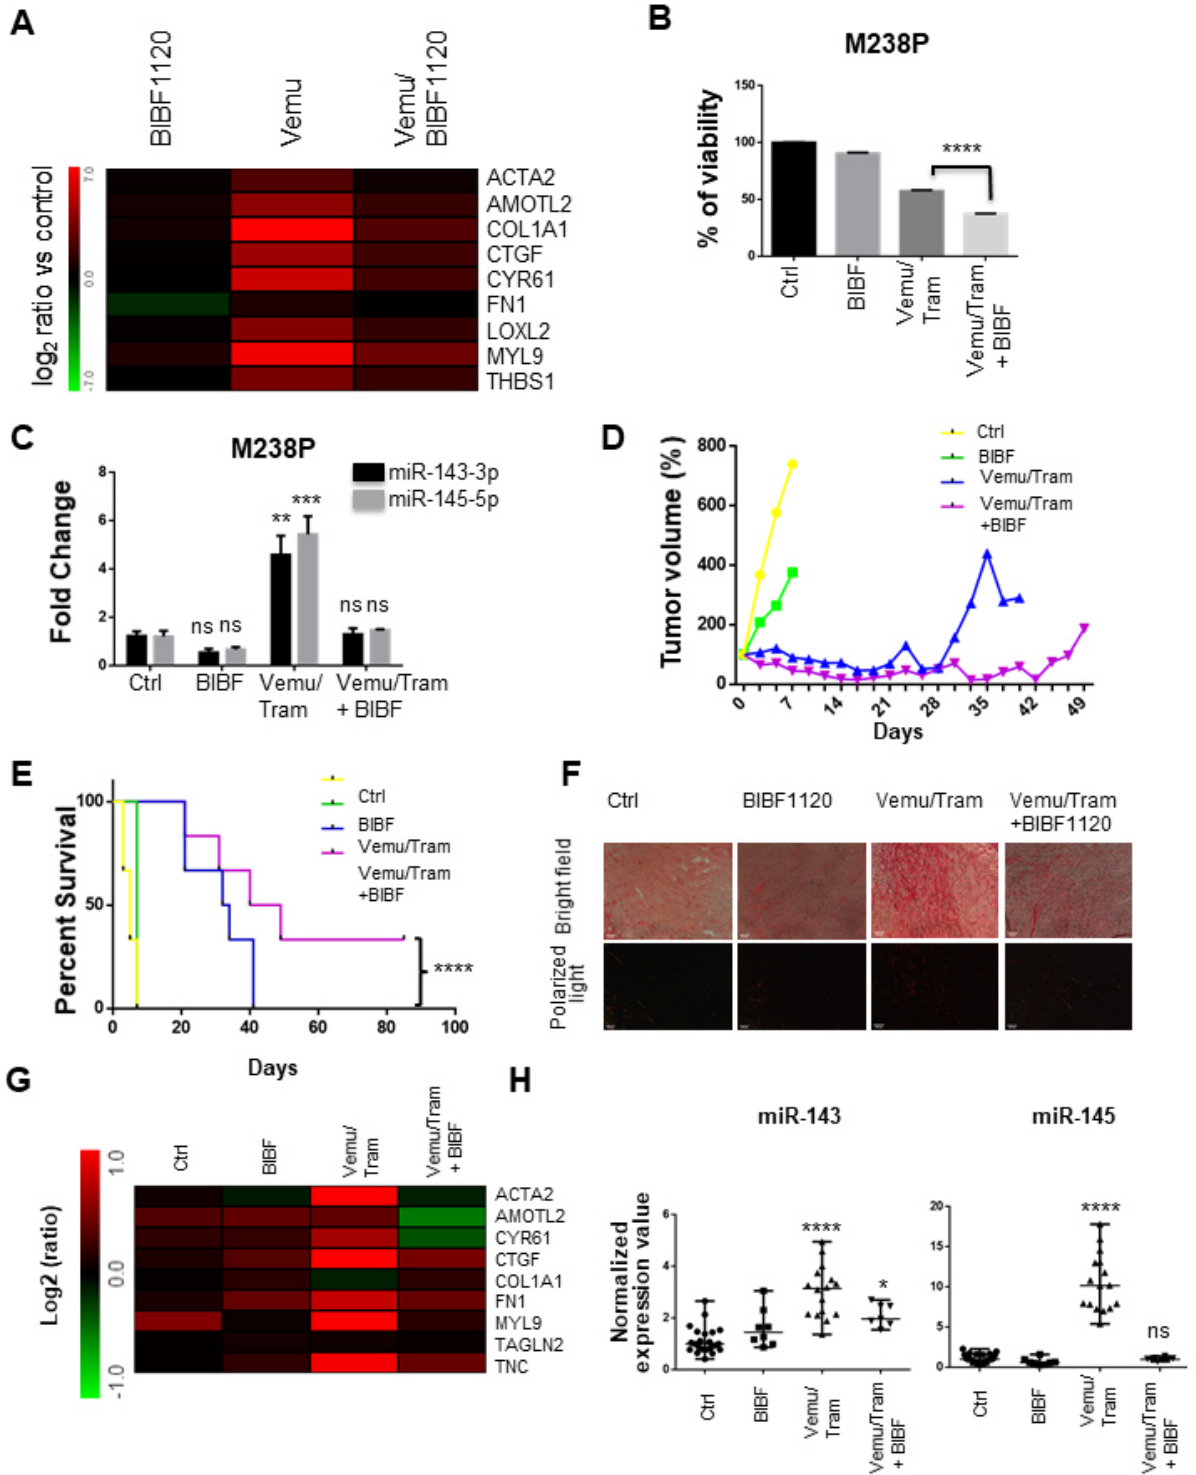 A
BIBF1120
Vemu
Vemu/
BIBF1120
log2 ratio vs control
7.0
0.0
-7.0
ACTA2
AMOTL2
COL1A1
CTGF
CYR61
FN1
LOXL2
MYL9
THBS1
B
M238P
% of viability
150
100
50
0
****
Ctrl
BIBF
Vemu/
Tram
Vemu/Tram
+ BIBF
C
M238P
Fold Change
8
6
4
2
0
miR-143-3p
miR-145-5p
ns ns
** ***
ns ns
Ctrl
BIBF
Vemu/
Tram
Vemu/Tram
+ BIBF
D
Tumor volume (%)
800
600
400
200
0
Ctrl
BIBF
Vemu/Tram
Vemu/Tram
+BIBF
0 7 14 21 28 35 42 49
Days
E
Percent Survival
100
50
0
Ctrl
BIBF
Vemu/Tram
Vemu/Tram
+BIBF
****
0 20 40 60 80 100
Days
F
Ctrl
BIBF1120
Vemu/Tram
Vemu/Tram
+BIBF1120
Bright field
Polarized
light
G
Log2 (ratio)
1.0
0.0
-1.0
Ctrl
BIBF
Vemu/
Tram
Vemu/Tram
+ BIBF
ACTA2
AMOTL2
CYR61
CTGF
COL1A1
FN1
MYL9
TAGLN2
TNC
H
miR-143
Normalized
expression value
6
4
2
0
****
*
Ctrl
BIBF
Vemu/
Tram
Vemu/Tram
+ BIBF
miR-145
20
15
10
5
0
****
ns
Ctrl
BIBF
Vemu/
Tram
Vemu/Tram
+ BIBF